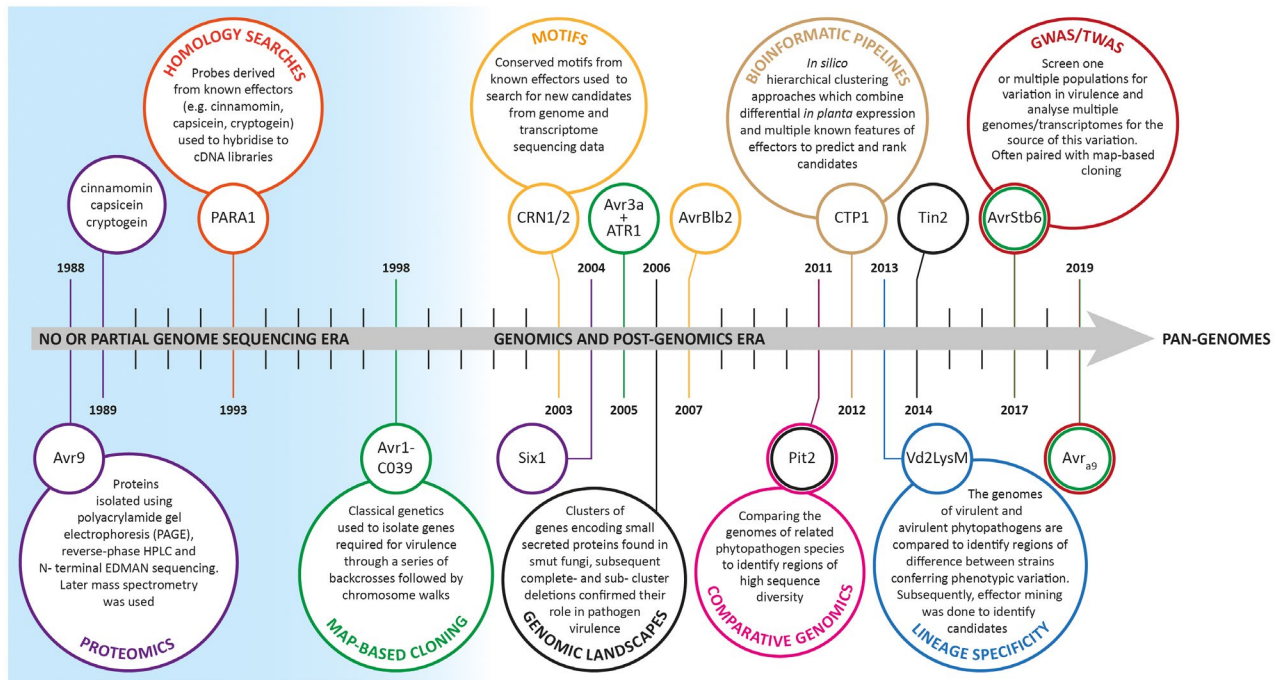 HOMOLOGY SEARCHES
Probes derived
from known effectors
(e.g. cinnamomin,
capsicein, cryptogein)
used to hybridise to
cDNA libraries
MOTIFS
Conserved motifs from
known effectors used to
search for new candidates
from genome and
transcriptome
sequencing data
BIOINFORMATIC PIPELINES
In silico
hierarchical clustering
approaches which combine
differential in planta expression
and multiple known features of
effectors to predict and rank
candidates
GWAS/TWAS
Screen one
or multiple populations for
variation in virulence and
analyse multiple
genomes/transcriptomes for the
source of this variation.
Often paired with map-based
cloning
cinnamomin
capsicein
cryptogein
PARA1
CRN1/2
Avr3a
+
ATR1
AvrBlb2
CTP1
Tin2
AvrStb6
1988
1998
2004
2006
2011
2013
2019
NO OR PARTIAL GENOME SEQUENCING ERA
GENOMICS AND POST-GENOMICS ERA
PAN-GENOMES
1989
1993
2003
2005
2007
2012
2014
2017
Avr9
Proteins
isolated using
polyacrylamide gel
electrophoresis (PAGE),
reverse-phase HPLC and
N- terminal EDMAN sequencing.
Later mass spectrometry
was used
PROTEOMICS
Avr1-
C039
Classical genetics
used to isolate genes
required for virulence
through a series of
backcrosses followed by
chromosome walks
MAP-BASED CLONING
Six1
Clusters of
genes encoding small
secreted proteins found in
smut fungi, subsequent
complete- and sub- cluster
deletions confirmed their
role in pathogen
virulence
GENOMIC LANDSCAPES
Pit2
Comparing the
genomes of related
phytopathogen species
to identify regions of
high sequence
diversity
COMPARATIVE GENOMICS
Vd2LysM
The genomes
of virulent and
avirulent phytopathogens are
compared to identify regions of
difference between strains
conferring phenotypic variation.
Subsequently, effector mining
was done to identify
candidates
LINEAGE SPECIFICITY
Avr a9